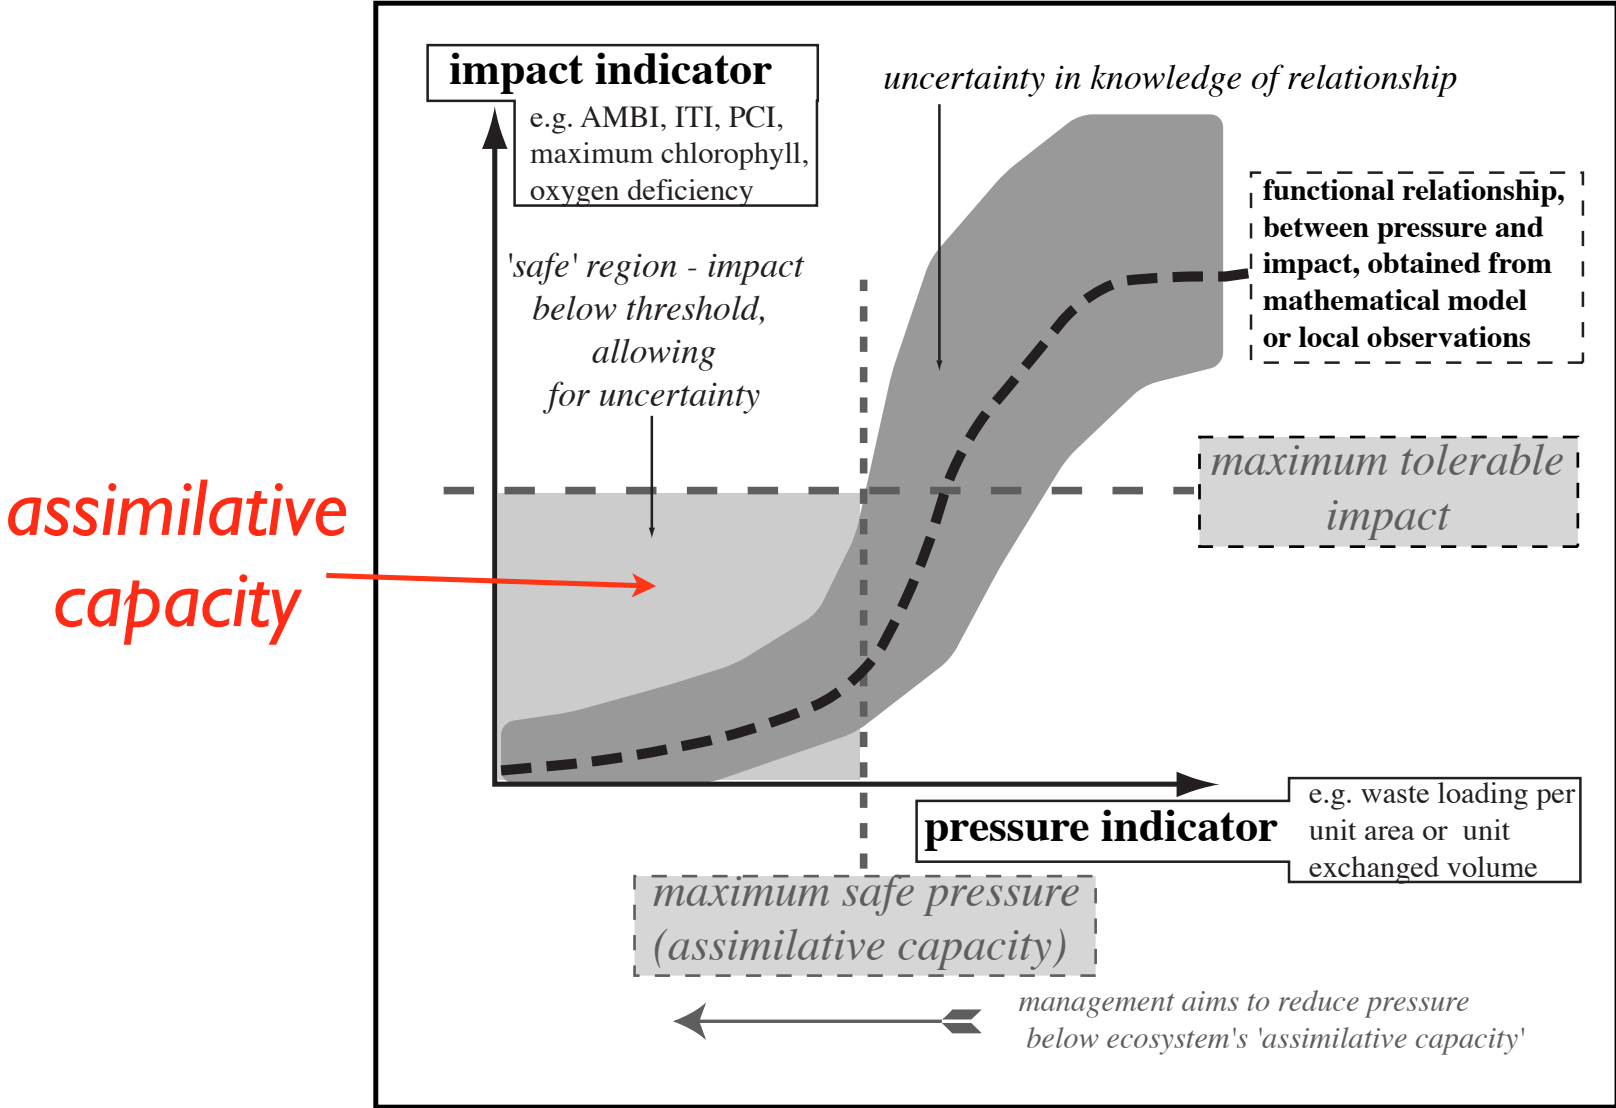 impact indicator
e.g. AMBI, ITI, PCI,
maximum chlorophyll,
oxygen deficiency
uncertainty in knowledge of relationship
functional relationship,
between pressure and
impact, obtained from
mathematical model
or local observations
'safe' region - impact
below threshold,
allowing
for uncertainty
maximum tolerable
impact
assimilative
capacity
pressure indicator
e.g. waste loading per
unit area or unit
exchanged volume
maximum safe pressure
(assimilative capacity)
management aims to reduce pressure
below ecosystem's 'assimilative capacity'